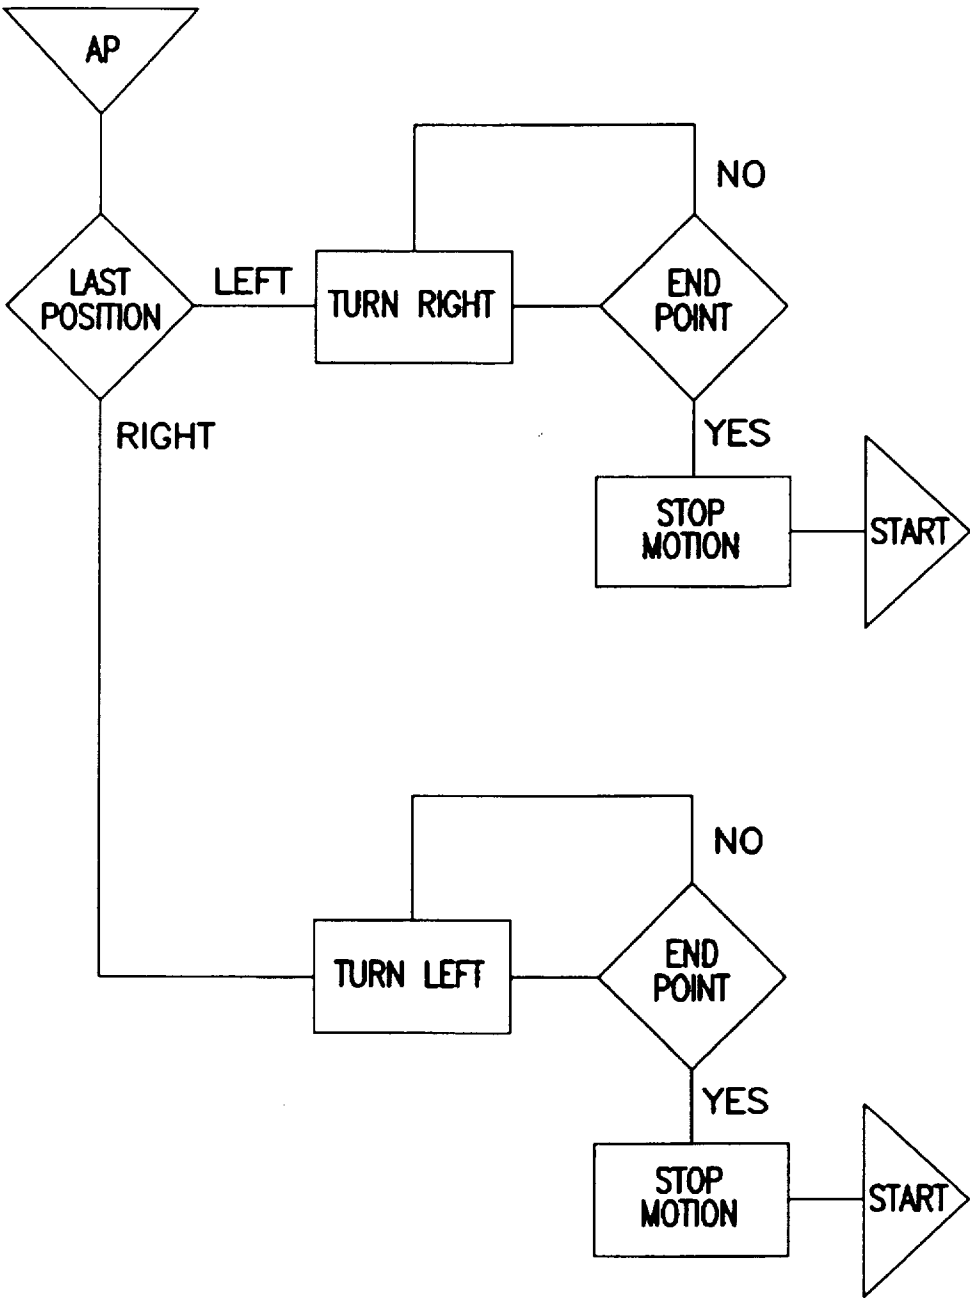 AP
NO
LAST
POSITION
LEFT
TURN RIGHT
END
POINT
RIGHT
YES
STOP
MOTION
START
NO
TURN LEFT
END
POINT
YES
STOP
MOTION
START